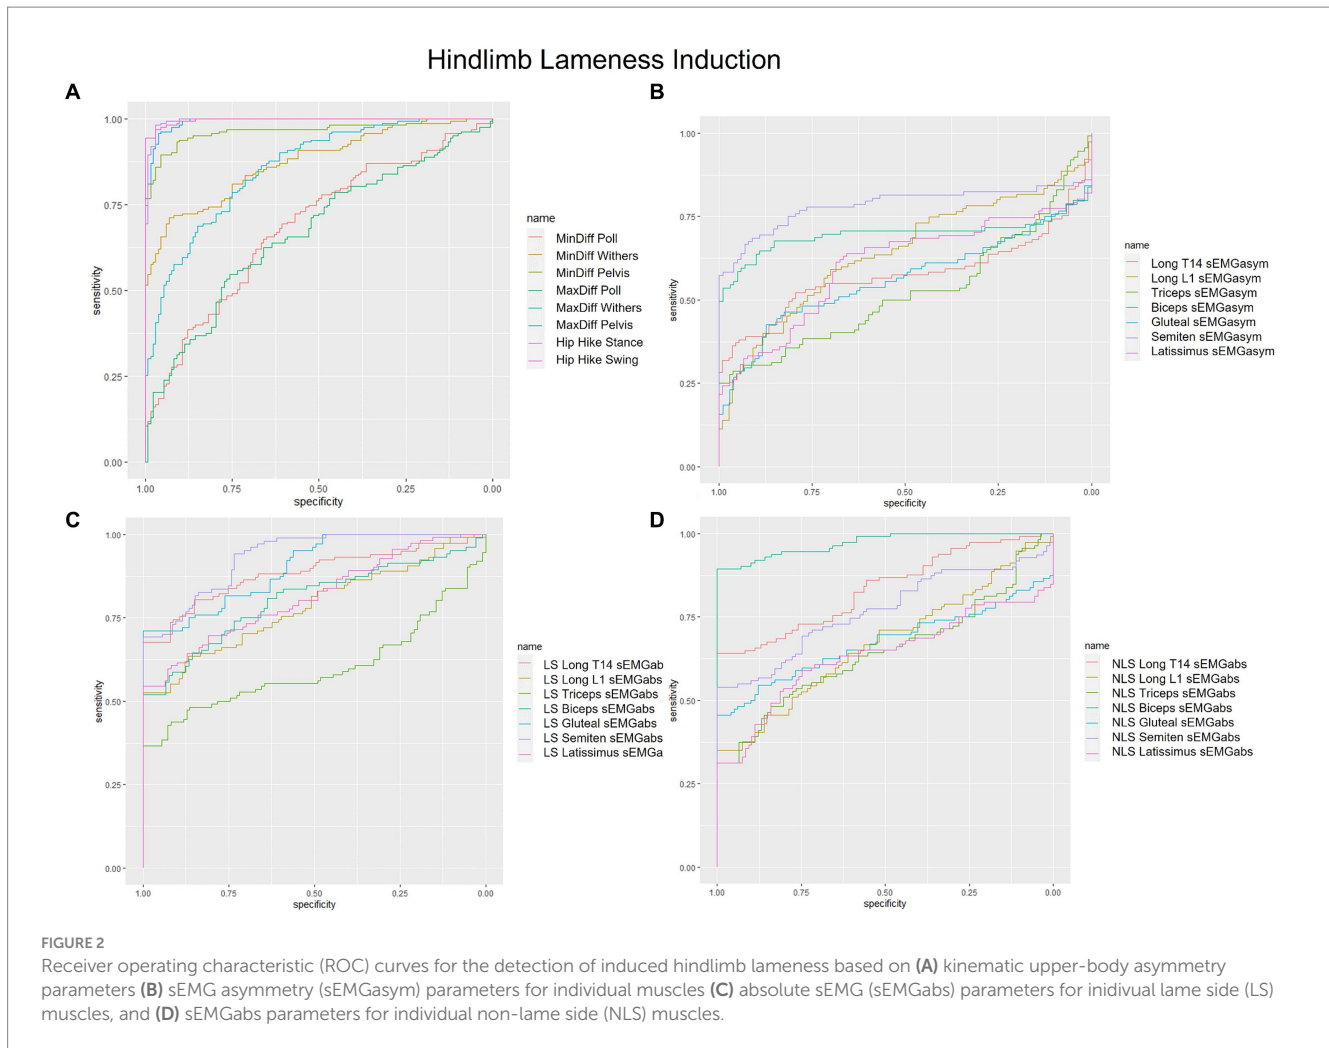 Hindlimb Lameness Induction
A
1.00
0.75
0.50
0.25
0.00
sensitivity
1.00 0.75 0.50 0.25 0.00
specificity
name
MinDiff Poll
MinDiff Withers
MinDiff Pelvis
MaxDiff Poll
MaxDiff Withers
MaxDiff Pelvis
Hip Hike Stance
Hip Hike Swing
B
1.00
0.75
0.50
0.25
0.00
sensitivity
1.00 0.75 0.50 0.25 0.00
specificity
name
Long T14 sEMGasym
Long L1 sEMGasym
Triceps sEMGasym
Biceps sEMGasym
Gluteal sEMGasym
Semiten sEMGasym
Latissimus sEMGasym
C
1.00
0.75
0.50
0.25
0.00
sensitivity
1.00 0.75 0.50 0.25 0.00
specificity
name
LS Long T14 sEMGab
LS Long L1 sEMGabs
LS Triceps sEMGabs
LS Biceps sEMGabs
LS Gluteal sEMGabs
LS Semiten sEMGabs
LS Latissimus sEMGa
D
1.00
0.75
0.50
0.25
0.00
sensitivity
1.00 0.75 0.50 0.25 0.00
specificity
name
NLS Long T14 sEMGabs
NLS Long L1 sEMGabs
NLS Triceps sEMGabs
NLS Biceps sEMGabs
NLS Gluteal sEMGabs
NLS Semiten sEMGabs
NLS Latissimus sEMGabs
FIGURE 2
Receiver operating characteristic (ROC) curves for the detection of induced hindlimb lameness based on (A) kinematic upper-body asymmetry
parameters (B) sEMG asymmetry (sEMGasym) parameters for individual muscles (C) absolute sEMG (sEMGabs) parameters for inidivual lame side (LS)
muscles, and (D) sEMGabs parameters for individual non-lame side (NLS) muscles.